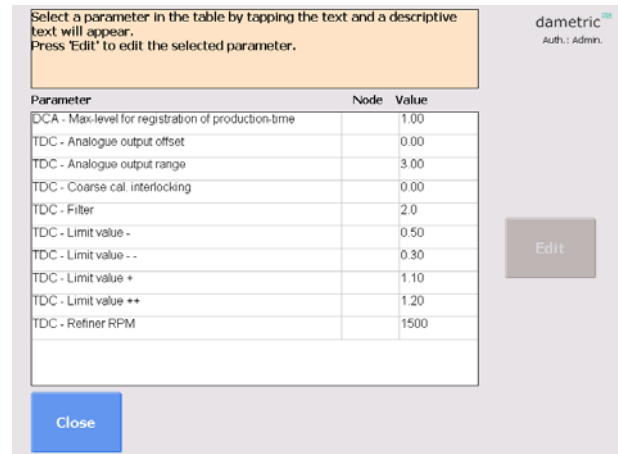 Select a parameter in the table by tapping the text and a descriptive
text will appear.
Press 'Edit' to edit the selected parameter.
dametric
Auth.: Admin.
Parameter Node Value
DCA - Max-level for registration of production-time 1.00
TDC - Analogue output offset 0.00
TDC - Analogue output range 3.00
TDC - Coarse cal. interlocking 0.00
TDC - Filter 2.0
TDC - Limit value - 0.50
TDC - Limit value - - 0.30
TDC - Limit value + 1.10
TDC - Limit value ++ 1.20
TDC - Refiner RPM 1500
Edit
Close